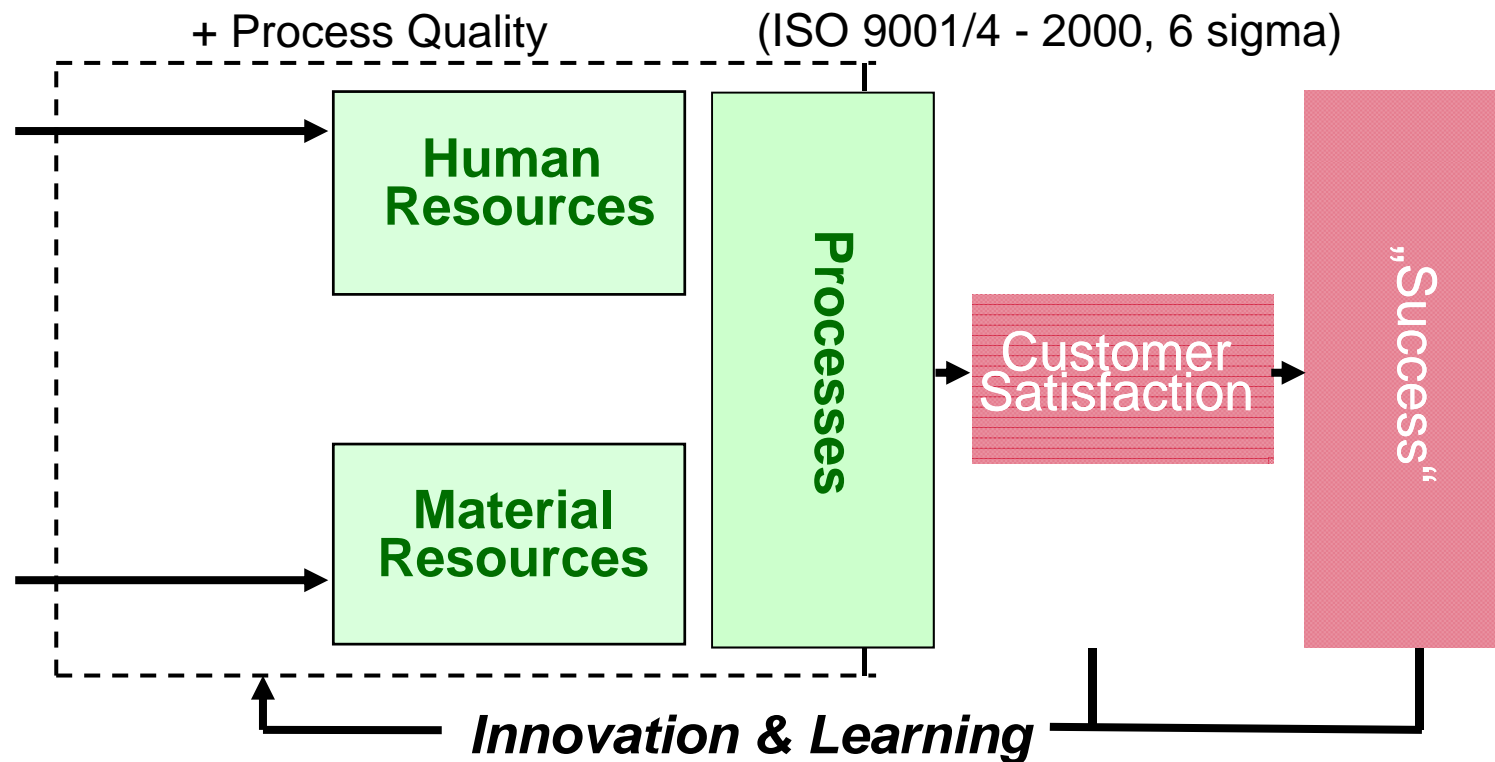 + Process Quality (ISO 9001/4 - 2000, 6 sigma)
Human
Resources
Processes
Customer
Satisfaction
„Success“
Material
Resources
Innovation & Learning